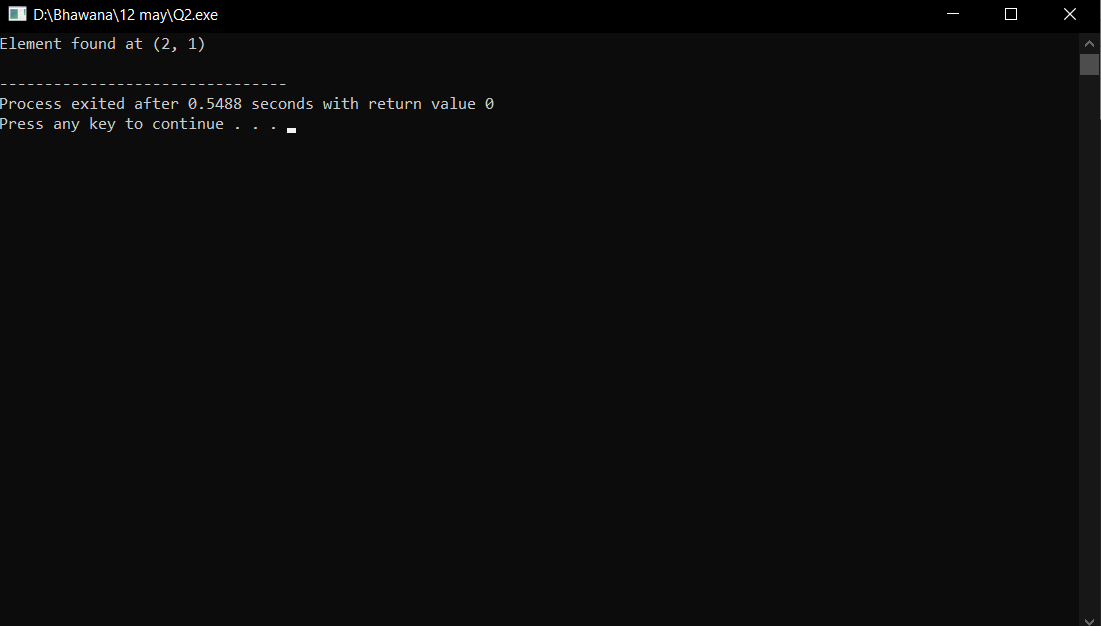 D:\Bhawana\12 may\Q2.exe
Element found at (2, 1)
--------------------------------
Process exited after 0.5488 seconds with return value 0
Press any key to continue . . .